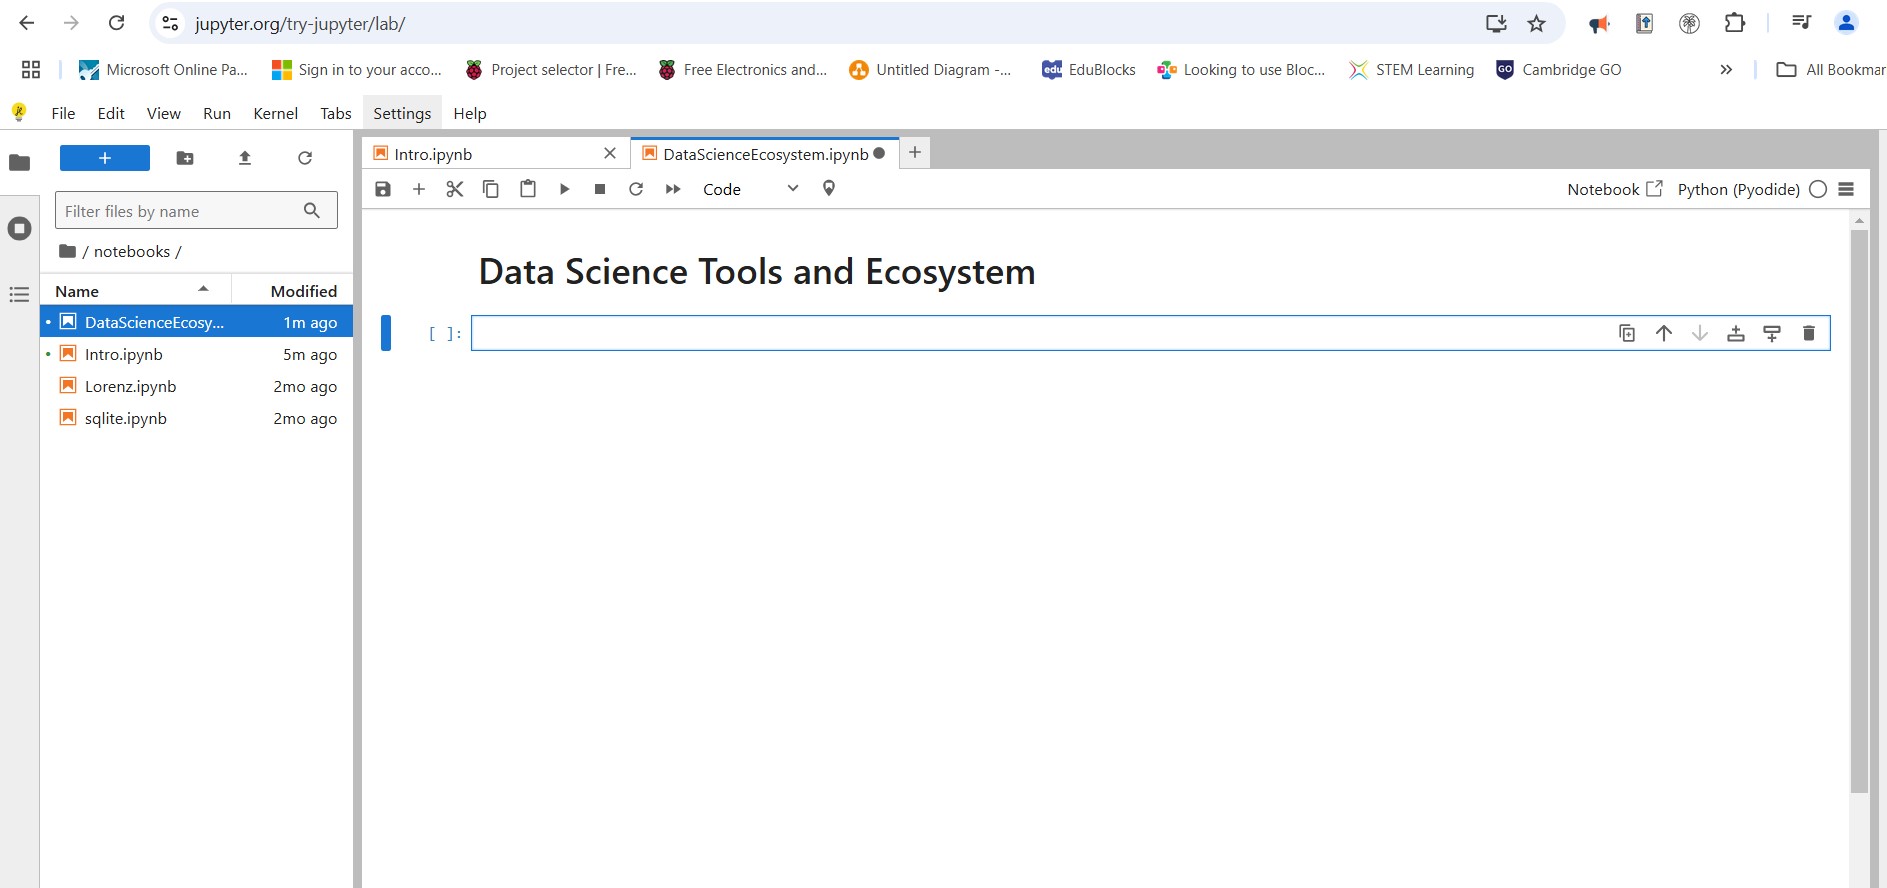 jupyter.org/try-jupyter/lab/
Microsoft Online Pa... Sign in to your acco... Project selector | Fre... Free Electronics and... Untitled Diagram -... edu EduBlocks Looking to use Bloc... STEM Learning GO Cambridge GO » All Bookmar
File Edit View Run Kernel Tabs Settings Help
+
Filter files by name
/ notebooks /
Name Modified
DataScienceEcosy... 1m ago
Intro.ipynb 5m ago
Lorenz.ipynb 2mo ago
sqlite.ipynb 2mo ago
Intro.ipynb DataScienceEcosystem.ipynb +
Code Notebook Python (Pyodide)
Data Science Tools and Ecosystem
[ ]: